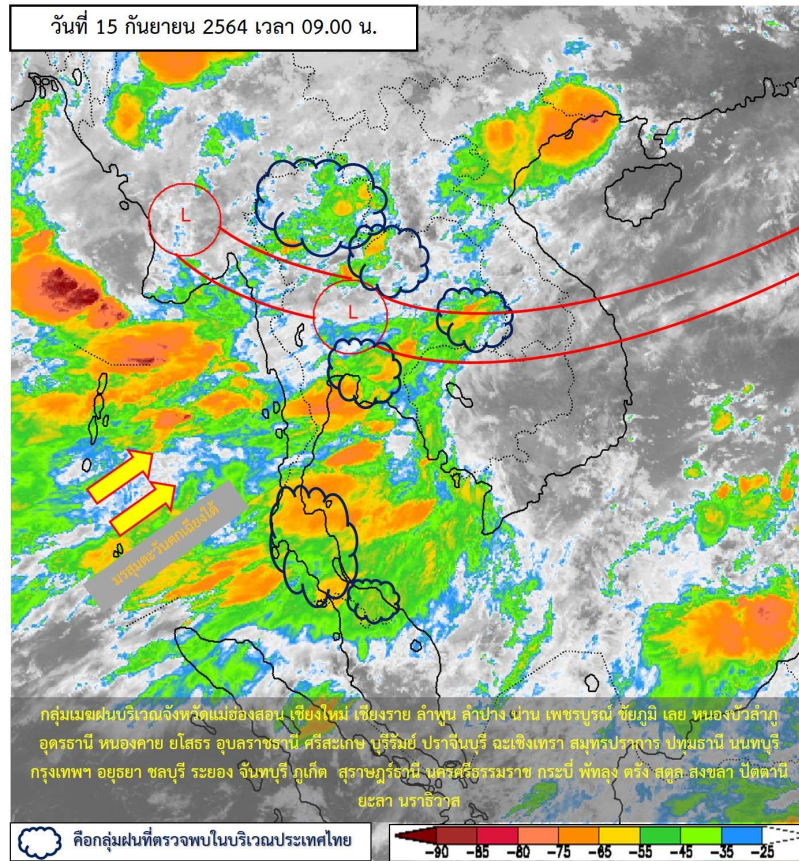 วันที่ 15 กันยายน 2564 เวลา 09.00 น.
L
L
มรสุมตะวันตกเฉียงใต้
กลุ่มเมฆฝนบริเวณจังหวัดแม่ฮ่องสอน เชียงใหม่ เชียงราย ลำพูน ลำปาง น่าน เพชรบูรณ์ ชัยภูมิ เลย หนองบัวลำภู
อุดรธานี หนองคาย ยโสธร อุบลราชธานี ศรีสะเกษ บุรีรัมย์ ปราจีนบุรี ฉะเชิงเทรา สมุทรปราการ ปทุมธานี นนทบุรี
กรุงเทพฯ อยุธยา ชลบุรี ระยอง จันทบุรี ภูเก็ต สุราษฎร์ธานี นครศรีธรรมราช กระบี่ พัทลุง ตรัง สตูล สงขลา ปัตตานี
ยะลา นราธิวาส
คือกลุ่มฝนที่ตรวจพบในบริเวณประเทศไทย
-90 -85 -80 -75 -65 -55 -45 -35 -25